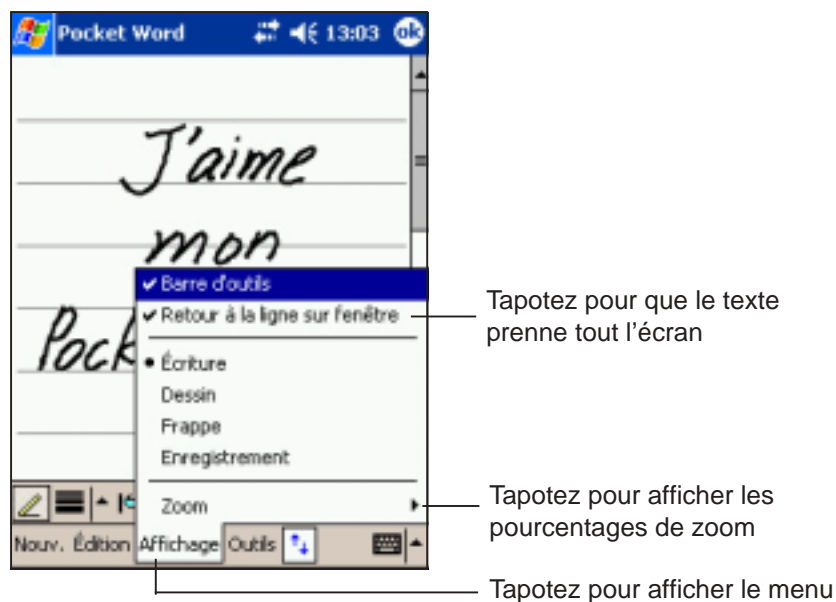 Pocket Word 13:03 ok
J'aime
mon
Pock
Barre d'outils
Retour à la ligne sur fenêtre
Écriture
Dessin
Frappe
Enregistrement
Zoom
Nouv. Édition Affichage Outils
Tapotez pour que le texte
prenne tout l'écran
Tapotez pour afficher les
pourcentages de zoom
Tapotez pour afficher le menu